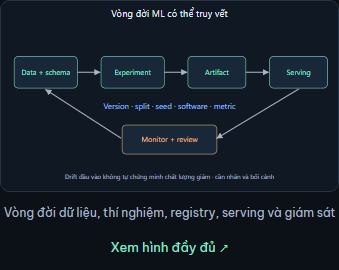 Vòng đời ML có thể truy vết
Data + schema
Experiment
Artifact
Serving
Version · split · seed · software · metric
Monitor + review
Drift đầu vào không tự chứng minh chất lượng giảm · cần nhãn và bối cảnh
Vòng đời dữ liệu, thí nghiệm, registry, serving và giám sát
Xem hình đầy đủ ↗